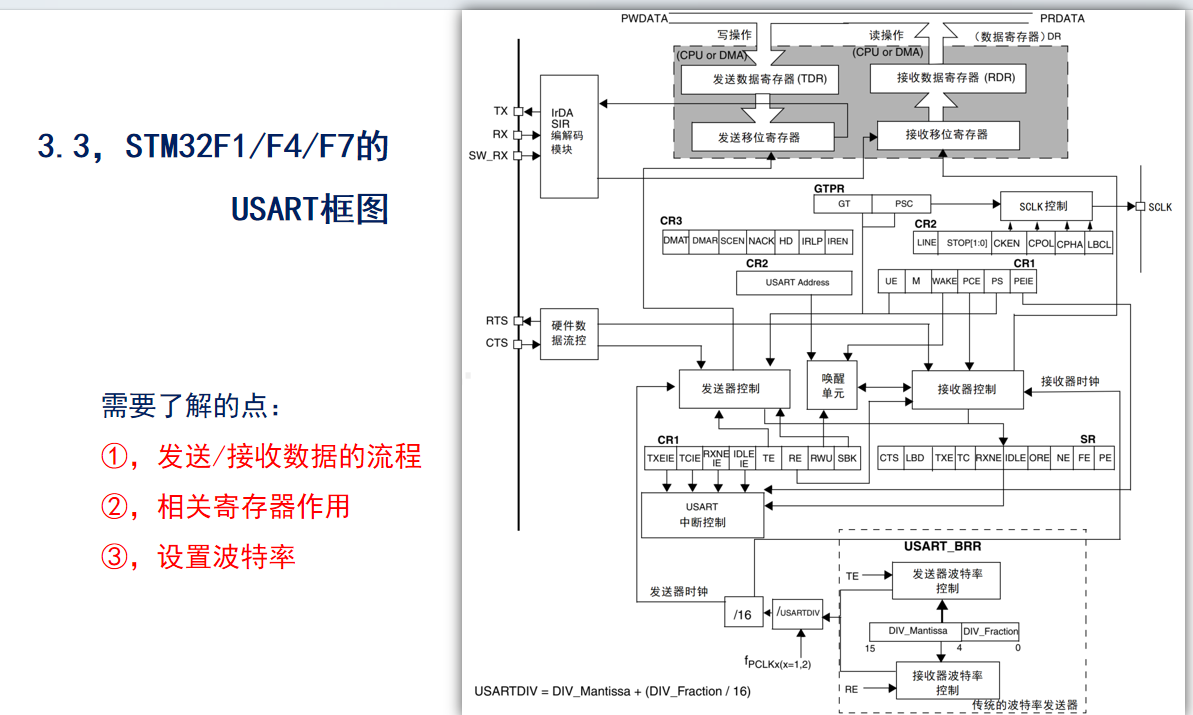 3.3，STM32F1/F4/F7的
USART框图
需要了解的点：
①，发送/接收数据的流程
②，相关寄存器作用
③，设置波特率
PWDATA
PRDATA
写操作
读操作
（数据寄存器）DR
(CPU or DMA)
(CPU or DMA)
发送数据寄存器 (TDR)
接收数据寄存器 (RDR)
TX
RX
SW_RX
IrDA
SIR
编解码
模块
发送移位寄存器
接收移位寄存器
GTPR
GT
PSC
SCLK 控制
SCLK
CR3
DMAT DMAR SCEN NACK HD IRLP IREN
CR2
LINE STOP[1:0] CKEN CPOL CPHA LBCL
CR2
USART Address
CR1
UE M WAKE PCE PS PEIE
RTS
CTS
硬件数
据流控
发送器控制
唤醒
单元
接收器控制
接收器时钟
CR1
TXEIE TCIE RXNE IE IDLE IE TE RE RWU SBK
SR
CTS LBD TXE TC RXNE IDLE ORE NE FE PE
USART
中断控制
USART_BRR
TE
发送器波特率
控制
发送器时钟
/16
/USARTDIV
DIV_Mantissa DIV_Fraction
15 4 0
fPCLKx(x=1,2)
接收器波特率
控制
RE
USARTDIV = DIV_Mantissa + (DIV_Fraction / 16)
传统的波特率发送器